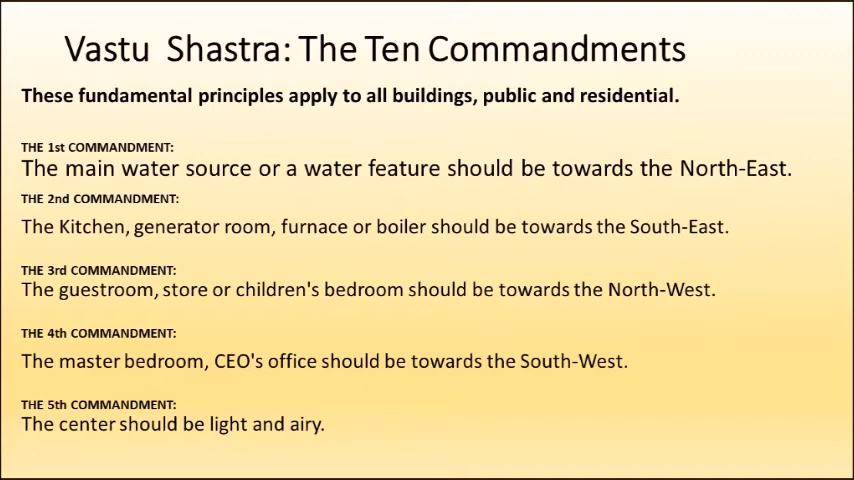 Vastu Shastra: The Ten Commandments
These fundamental principles apply to all buildings, public and residential.
THE 1st COMMANDMENT:
The main water source or a water feature should be towards the North-East.
THE 2nd COMMANDMENT:
The Kitchen, generator room, furnace or boiler should be towards the South-East.
THE 3rd COMMANDMENT:
The guestroom, store or children's bedroom should be towards the North-West.
THE 4th COMMANDMENT:
The master bedroom, CEO's office should be towards the South-West.
THE 5th COMMANDMENT:
The center should be light and airy.